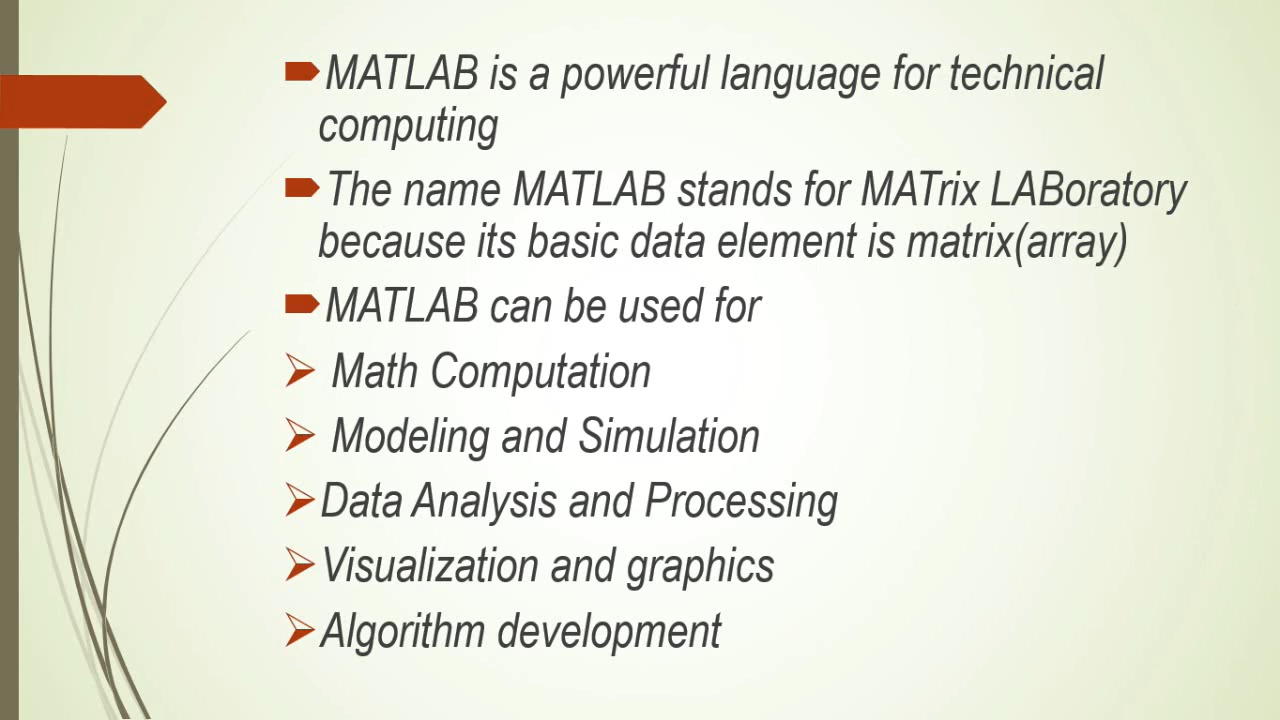 MATLAB is a powerful language for technical
computing
The name MATLAB stands for MATrix LABoratory
because its basic data element is matrix(array)
MATLAB can be used for
Math Computation
Modeling and Simulation
Data Analysis and Processing
Visualization and graphics
Algorithm development